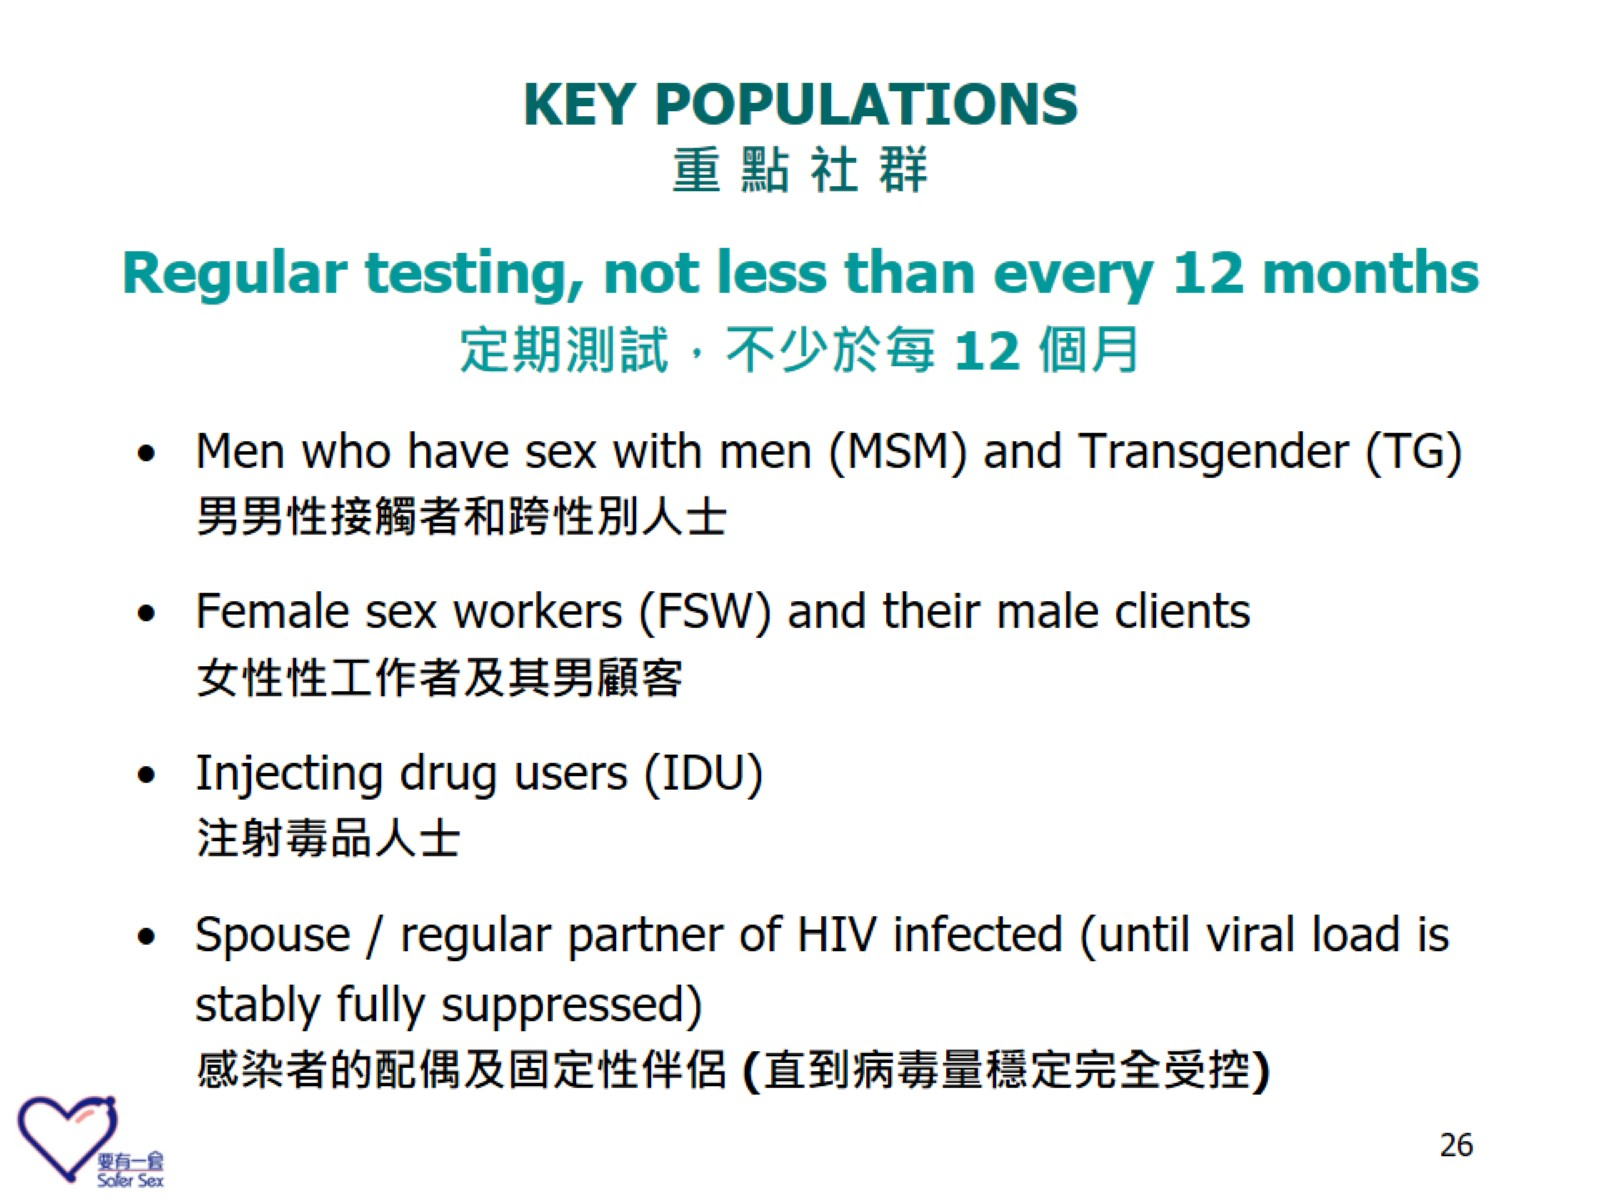 KEY POPULATIONS
重點社群
Regular testing, not less than every 12 months
定期測試，不少於每 12 個月
• Men who have sex with men (MSM) and Transgender (TG)
男男性接觸者和跨性別人士
• Female sex workers (FSW) and their male clients
女性性工作者及其男顧客
• Injecting drug users (IDU)
注射毒品人士
• Spouse / regular partner of HIV infected (until viral load is
stably fully suppressed)
感染者的配偶及固定性伴侶 (直到病毒量穩定完全受控)
要有一套
Safer Sex
26